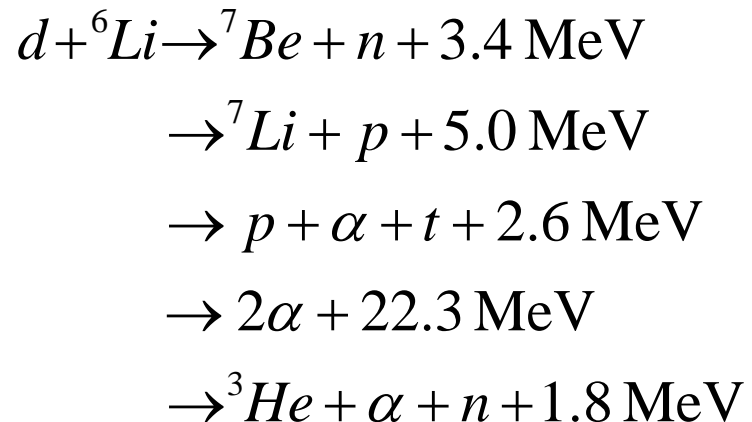 d+⁶Li→⁷Be+n+3.4 MeV
→⁷Li+p+5.0 MeV
→p+α+t+2.6 MeV
→2α+22.3 MeV
→³He+α+n+1.8 MeV